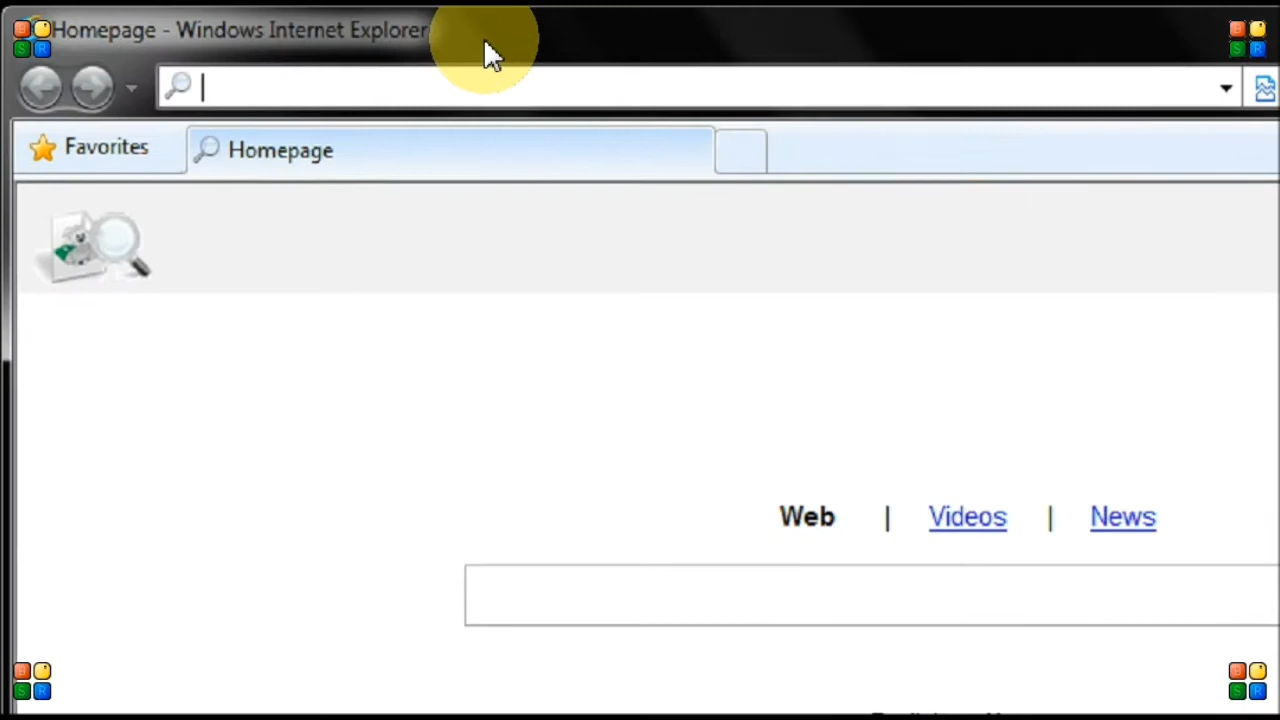 Homepage - Windows Internet Explorer
Favorites
Homepage
Web | Videos | News
B
S R
B
S R
B
S R
B
S R